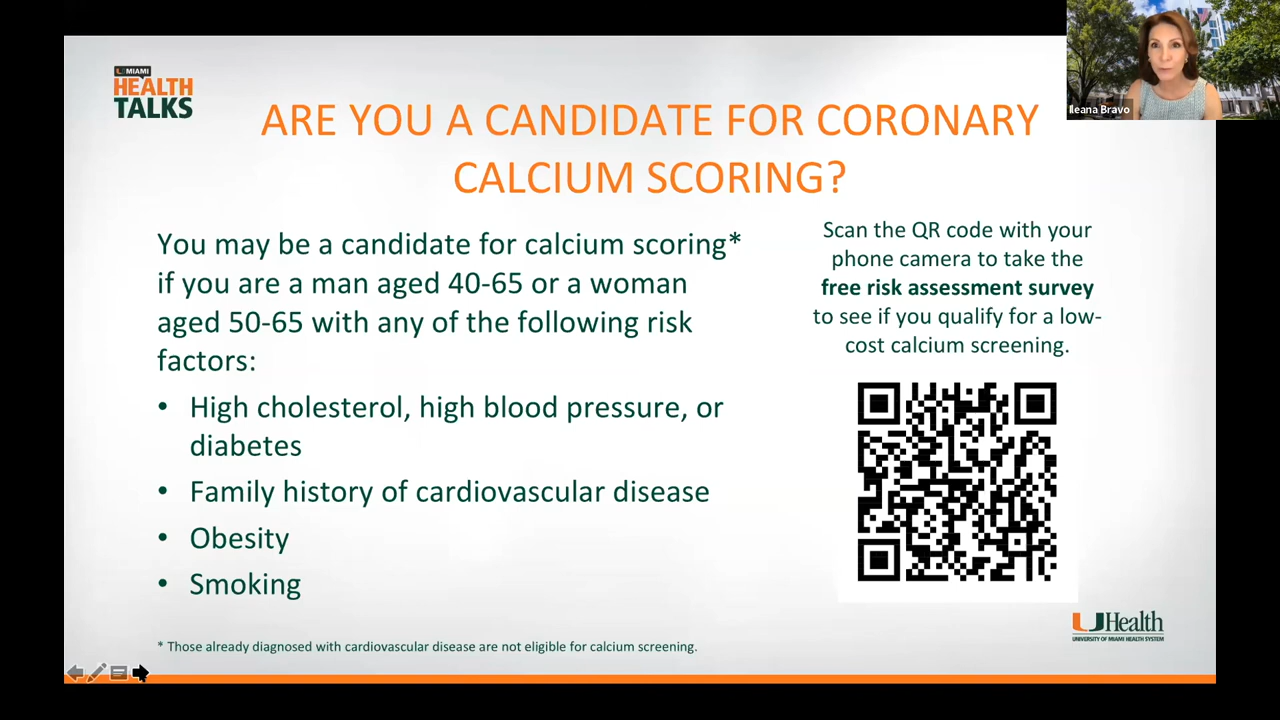 U MIAMI
HEALTH
TALKS
ARE YOU A CANDIDATE FOR CORONARY
CALCIUM SCORING?
Ileana Bravo
You may be a candidate for calcium scoring*
if you are a man aged 40-65 or a woman
aged 50-65 with any of the following risk
factors:
• High cholesterol, high blood pressure, or
diabetes
• Family history of cardiovascular disease
• Obesity
• Smoking
* Those already diagnosed with cardiovascular disease are not eligible for calcium screening.
Scan the QR code with your
phone camera to take the
free risk assessment survey
to see if you qualify for a low-
cost calcium screening.
UHealth
UNIVERSITY OF MIAMI HEALTH SYSTEM